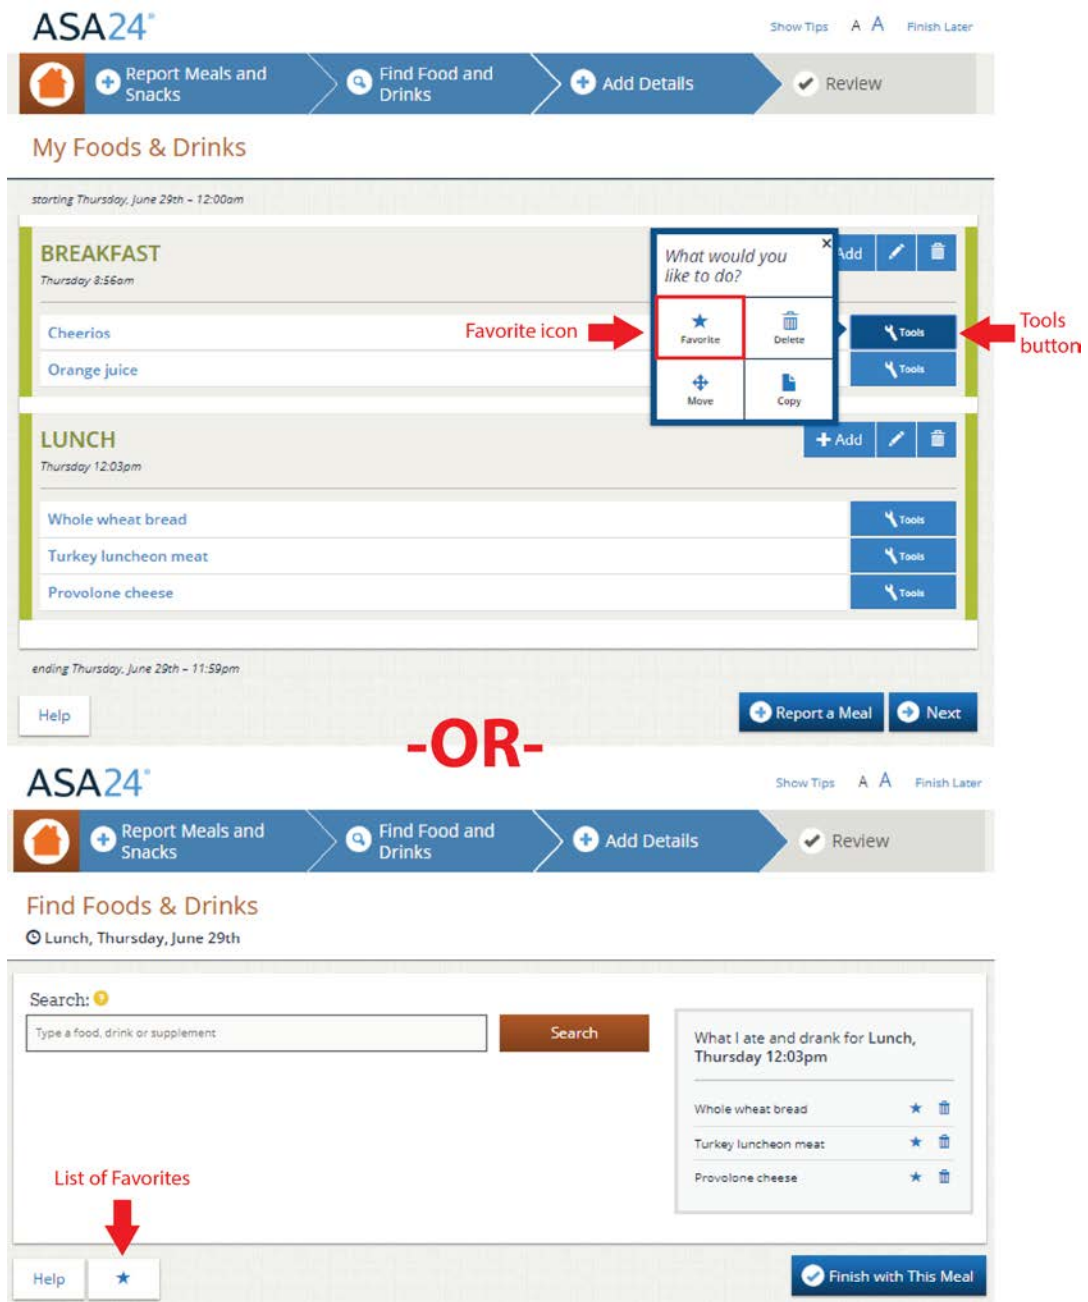 ASA24®
Show Tips A A Finish Later
Report Meals and
Snacks
Find Food and
Drinks
Add Details
Review
My Foods & Drinks
starting Thursday, June 29th – 12:00am
BREAKFAST
Thursday 8:56am
What would you
like to do?
×
Add
Cheerios
Favorite icon
Favorite
Delete
Tools
Tools
button
Orange juice
Tools
Move
Copy
LUNCH
Thursday 12:03pm
+ Add
Whole wheat bread
Tools
Turkey luncheon meat
Tools
Provolone cheese
Tools
ending Thursday, June 29th – 11:59pm
Help
Report a Meal
Next
-OR-
ASA24®
Show Tips A A Finish Later
Report Meals and
Snacks
Find Food and
Drinks
Add Details
Review
Find Foods & Drinks
Lunch, Thursday, June 29th
Search: ?
Type a food, drink or supplement
Search
What I ate and drank for Lunch,
Thursday 12:03pm
Whole wheat bread
Turkey luncheon meat
Provolone cheese
List of Favorites
Help
Finish with This Meal